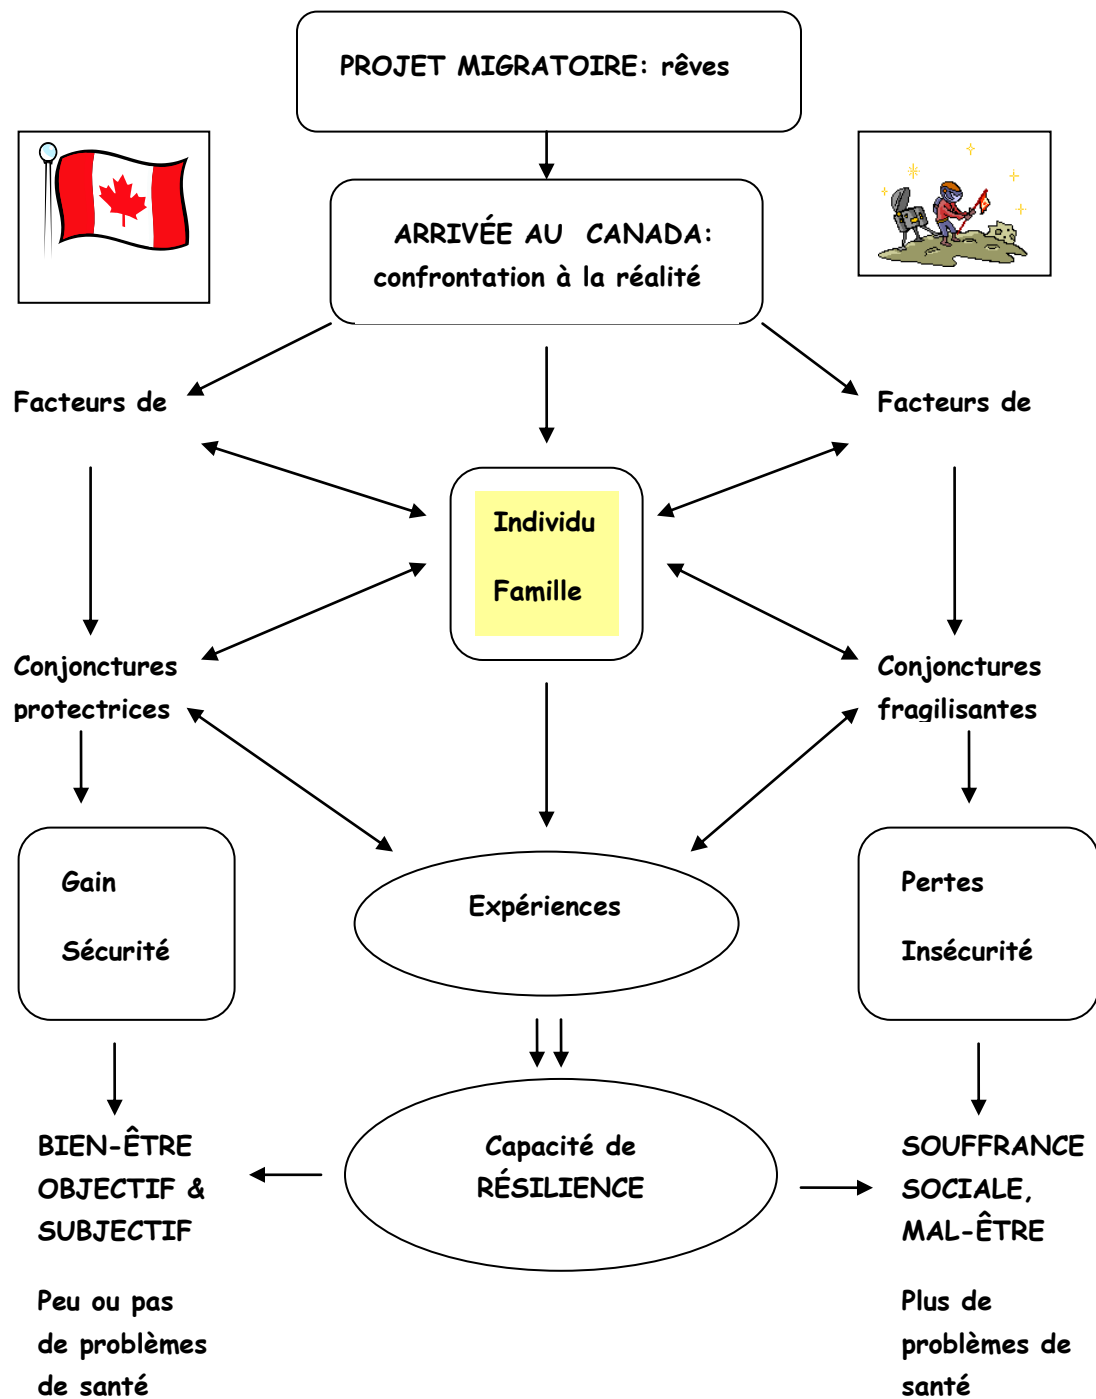 PROJET MIGRATOIRE: rêves
ARRIVÉE AU CANADA:
confrontation à la réalité
Facteurs de
Facteurs de
Individu
Famille
Conjonctures
protectrices
Conjonctures
fragilisantes
Gain
Sécurité
Expériences
Pertes
Insécurité
BIEN-ÊTRE
OBJECTIF &
SUBJECTIF
Peu ou pas
de problèmes
de santé
Capacité de
RÉSILIENCE
SOUFFRANCE
SOCIALE,
MAL-ÊTRE
Plus de
problèmes de
santé